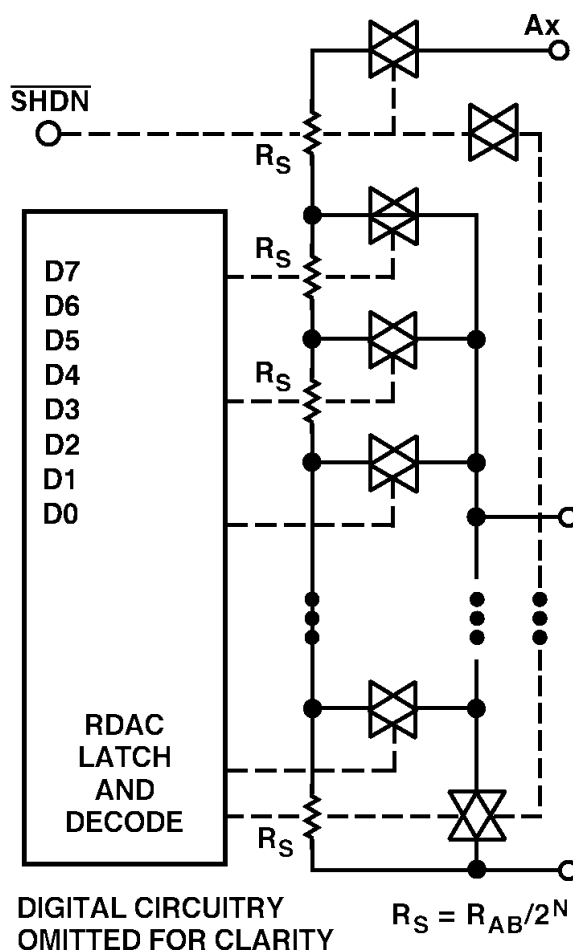 Ax
SHDN
RS
RS
D7
D6
D5
D4
D3
D2
D1
D0
RS
RDAC
LATCH
AND
DECODE
RS
DIGITAL CIRCUITRY
OMITTED FOR CLARITY
RS = RAB/2N